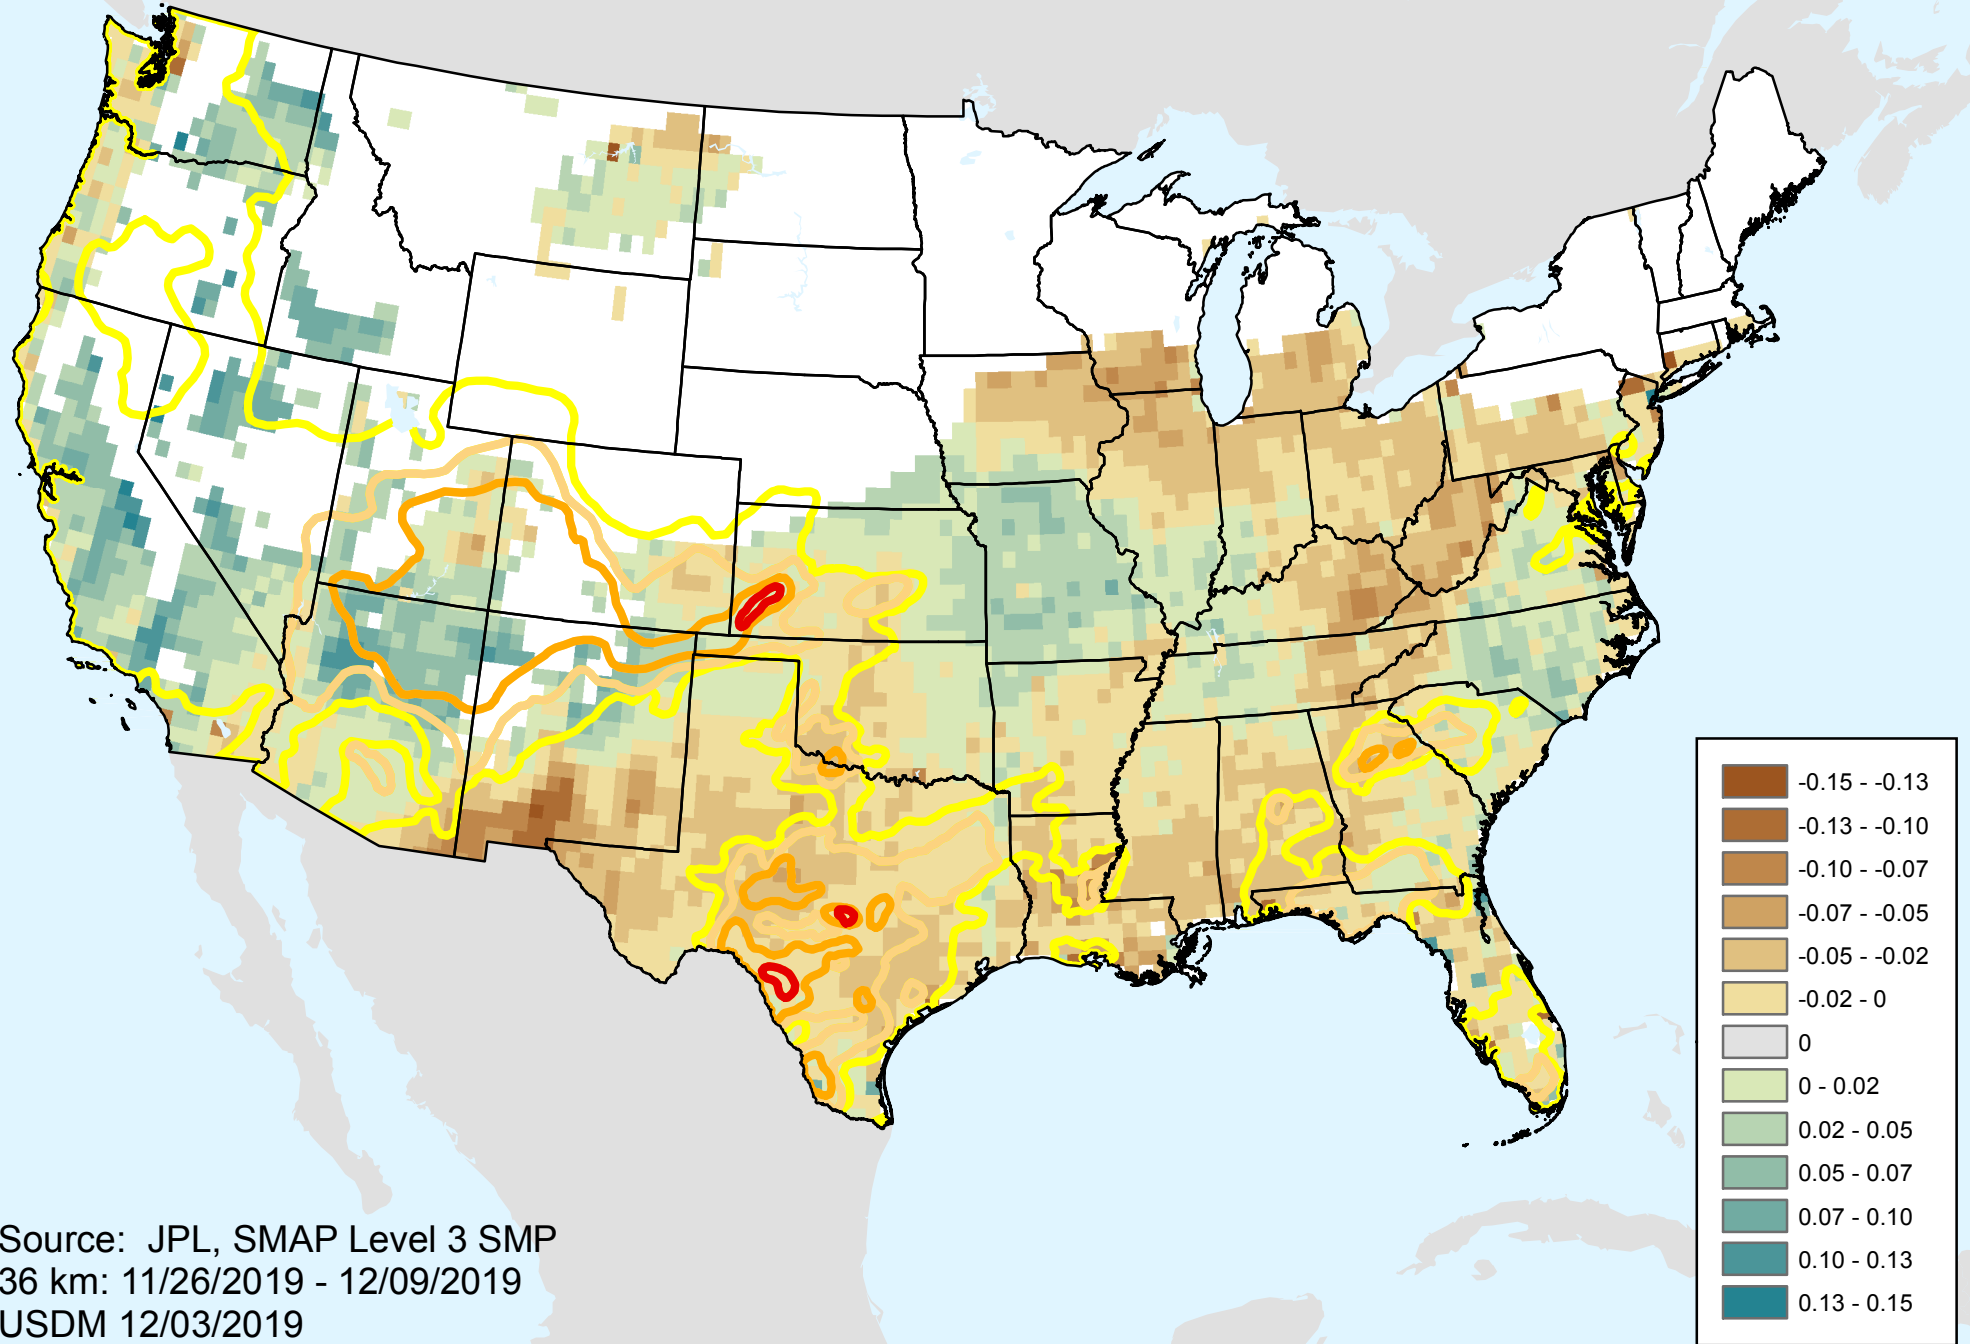 -0.15 - -0.13
-0.13 - -0.10
-0.10 - -0.07
-0.07 - -0.05
-0.05 - -0.02
-0.02 - 0
0
0 - 0.02
0.02 - 0.05
0.05 - 0.07
0.07 - 0.10
0.10 - 0.13
0.13 - 0.15
Source: JPL, SMAP Level 3 SMP
36 km: 11/26/2019 - 12/09/2019
USDM 12/03/2019